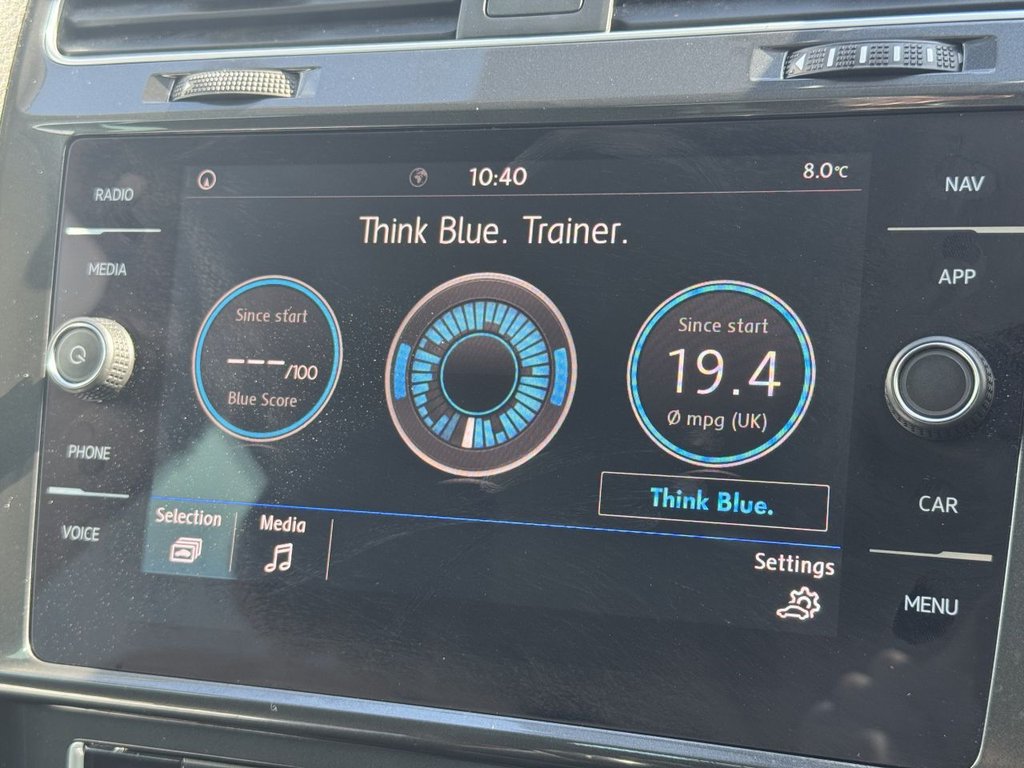 10:40
8.0°C
RADIO
NAV
Think Blue. Trainer.
MEDIA
APP
Since start
---/100
Blue Score
Since start
19.4
Ø mpg (UK)
PHONE
Think Blue.
CAR
VOICE
Selection
Media
Settings
MENU